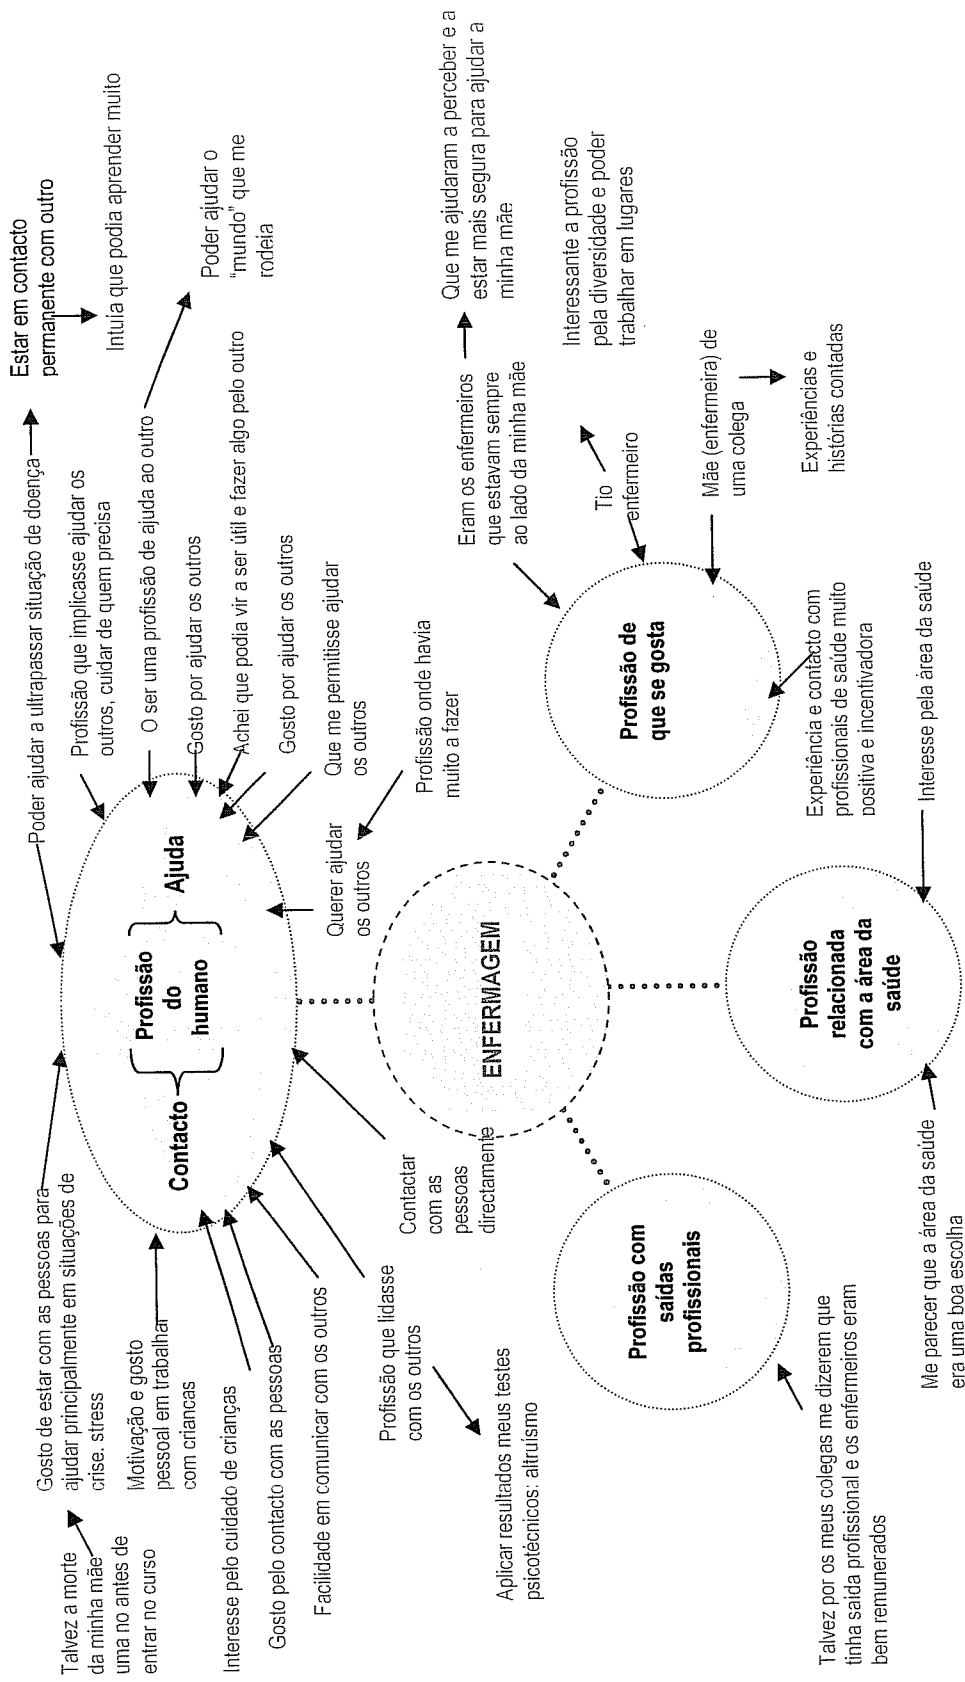 Talvez a morte
da minha mãe
uma no antes de
entrar no curso
Gosto de estar com as pessoas para
ajudar principalmente em situações de
crise. stress
Motivação e gosto
pessoal em trabalhar
com criancas
Interesse pelo cuidado de crianças
Gosto pelo contacto com as pessoas
Facilidade em comunicar com os outros
Profissão que lidasse
com os outros
Aplicar resultados meus testes
psicotécnicos: altruismo
Contactar
com as
pessoas
directamente
Contacto
Profissão
do
humano
Ajuda
Poder ajudar a ultrapassar situação de doença
Estar em contacto
permanente com outro
Intuía que podia aprender muito
Profissão que implicasse ajudar os
outros, cuidar de quem precisa
O ser uma profissão de ajuda ao outro
Poder ajudar o
“mundo” que me
rodeia
Gosto por ajudar os outros
Achei que podia vir a ser útil e fazer algo pelo outro
Gosto por ajudar os outros
Que me permitisse ajudar
os outros
Querer ajudar
os outros
Profissão onde havia
muito a fazer
ENFERMAGEM
Profissão de
que se gosta
Eram os enfermeiros
que estavam sempre
ao lado da minha mãe
Que me ajudaram a perceber e a
estar mais segura para ajudar a
minha mãe
Tio
enfermeiro
Interessante a profissão
pela diversidade e poder
trabalhar em lugares
Mãe (enfermeira) de
uma colega
Experiências e
histórias contadas
Experiência e contacto com
profissionais de saúde muito
positiva e incentivadora
Profissão
relacionada
com a área da
saúde
Interesse pela área da saúde
Me parecer que a área da saúde
era uma boa escolha
Profissão com
saídas
profissionais
Talvez por os meus colegas me dizerem que
tinha saída profissional e os enfermeiros eram
bem remunerados